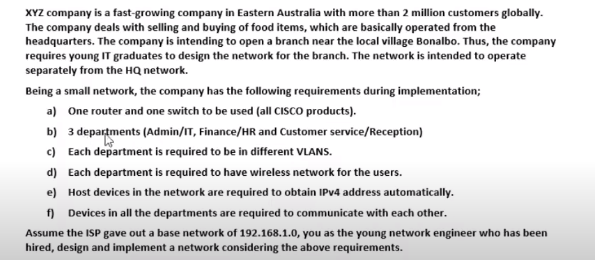 XYZ company is a fast-growing company in Eastern Australia with more than 2 million customers globally.
The company deals with selling and buying of food items, which are basically operated from the
headquarters. The company is intending to open a branch near the local village Bonalbo. Thus, the company
requires young IT graduates to design the network for the branch. The network is intended to operate
separately from the HQ network.
Being a small network, the company has the following requirements during implementation;
a) One router and one switch to be used (all CISCO products).
b) 3 departments (Admin/IT, Finance/HR and Customer service/Reception)
c) Each department is required to be in different VLANS.
d) Each department is required to have wireless network for the users.
e) Host devices in the network are required to obtain IPv4 address automatically.
f) Devices in all the departments are required to communicate with each other.
Assume the ISP gave out a base network of 192.168.1.0, you as the young network engineer who has been
hired, design and implement a network considering the above requirements.